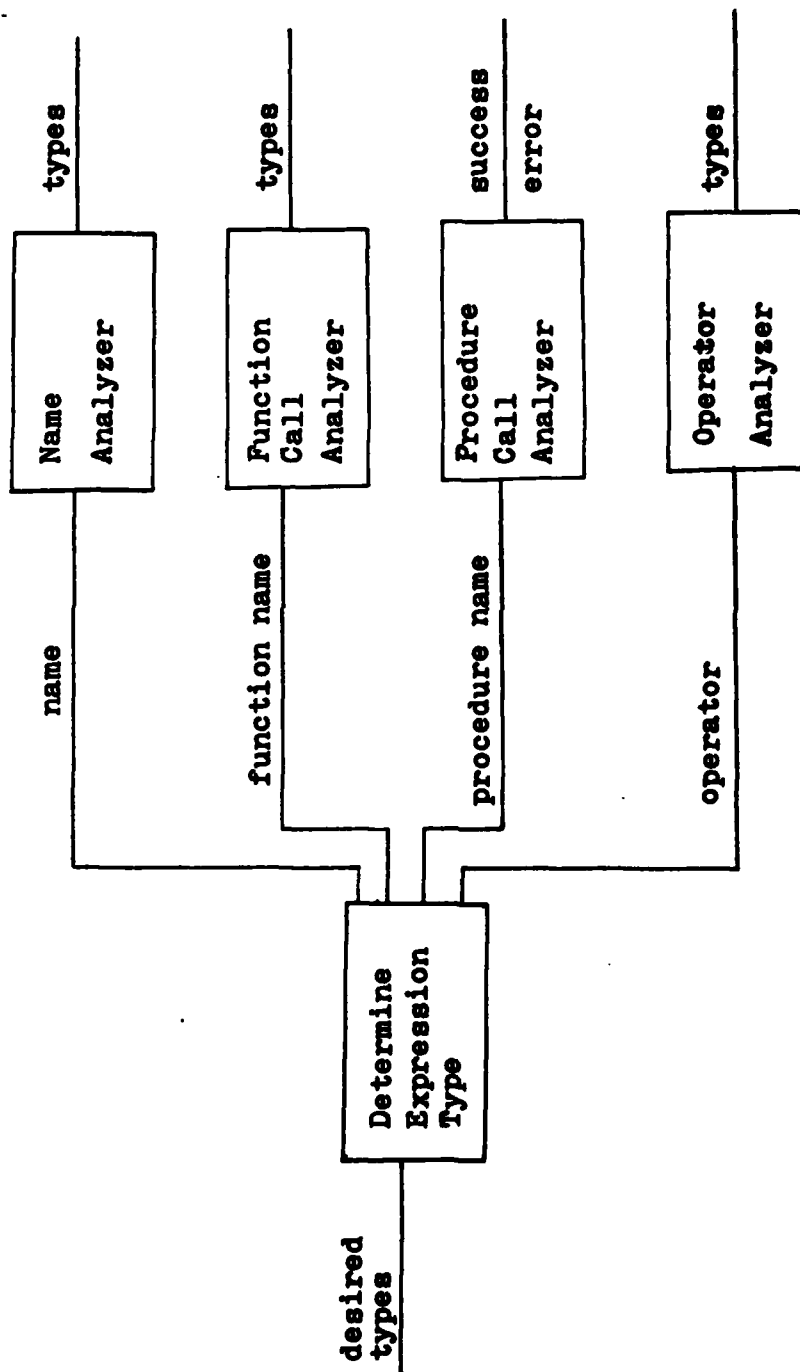 desired
types
Determine
Expression
Type
name
Name
Analyzer
types
function name
Function
Call
Analyzer
types
procedure name
Procedure
Call
Analyzer
success
error
operator
Operator
Analyzer
types